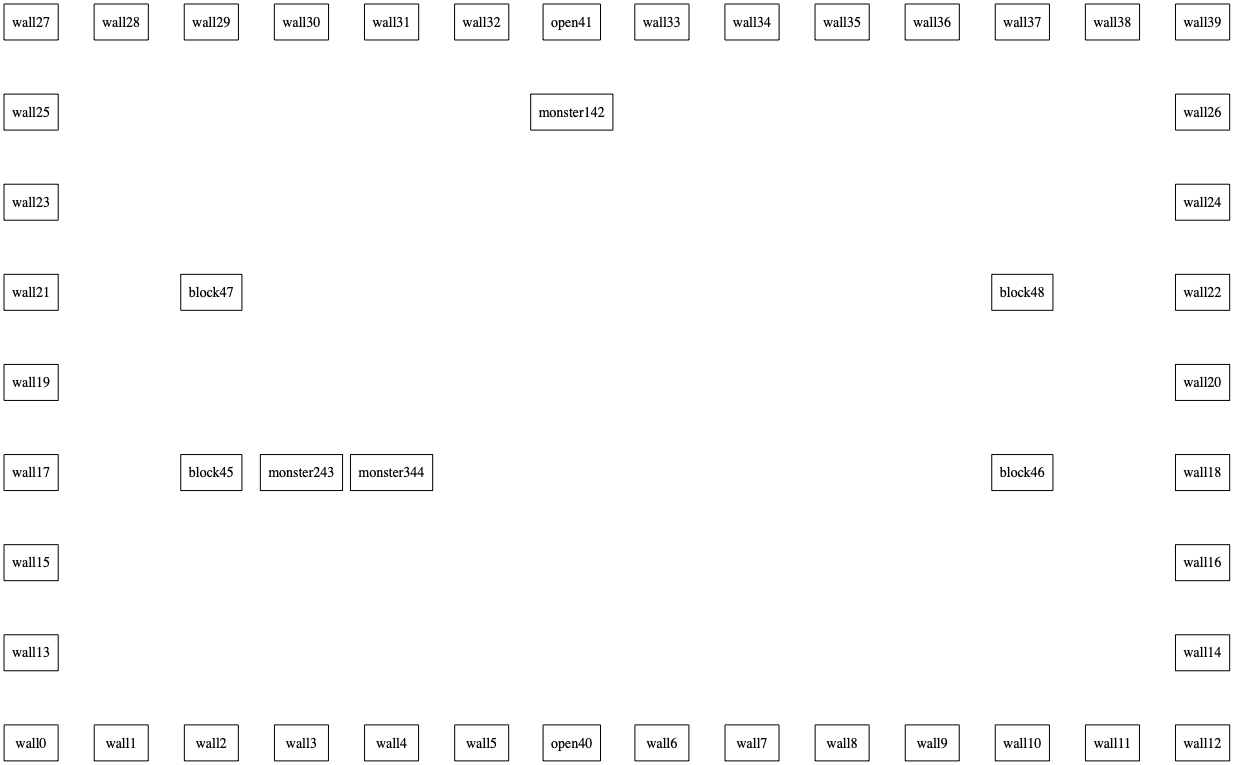 wall27 wall28 wall29 wall30 wall31 wall32 open41 wall33 wall34 wall35 wall36 wall37 wall38 wall39
wall25 monster142 wall26
wall23 wall24
wall21 block47 block48 wall22
wall19 wall20
wall17 block45 monster243 monster344 block46 wall18
wall15 wall16
wall13 wall14
wall0 wall1 wall2 wall3 wall4 wall5 open40 wall6 wall7 wall8 wall9 wall10 wall11 wall12